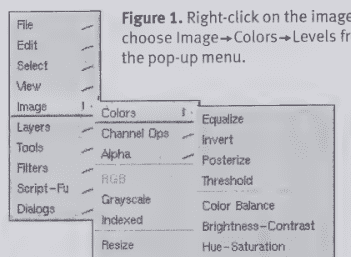 Figure 1. Right-click on the image
choose Image→Colors→Levels fr
the pop-up menu.
File
Edit
Select
View
Image
Layers
Tools
Filters
Script-Fu
Dialogs
Colors
Channel Ops
Alpha
RGB
Grayscale
Indexed
Resize
Equalize
Invert
Posterize
Threshold
Color Balance
Brightness-Contrast
Hue-Saturation